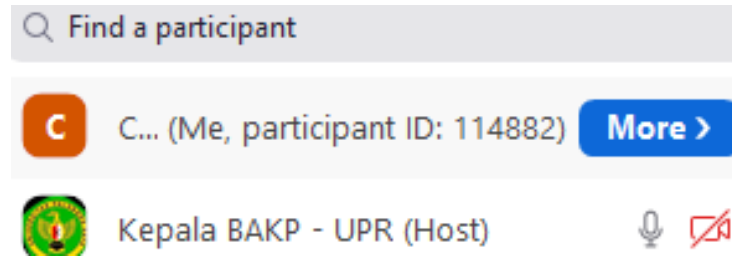 Find a participant
C
C... (Me, participant ID: 114882) More >
Kepala BAKP - UPR (Host)